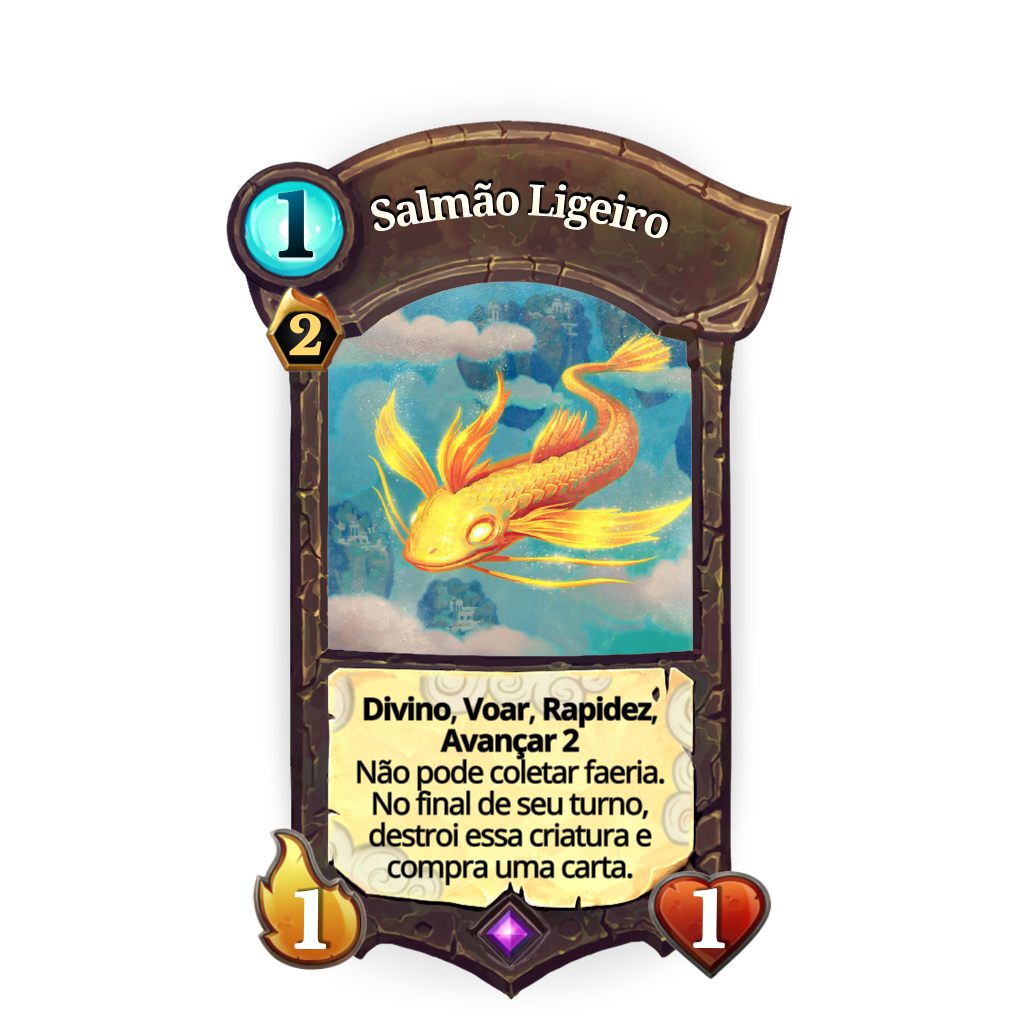 1
Salmão Ligeiro
2
Divino, Voar, Rapidez,
Avançar 2
Não pode coletar faeria.
No final de seu turno,
destroi essa criatura e
compra uma carta.
1
1